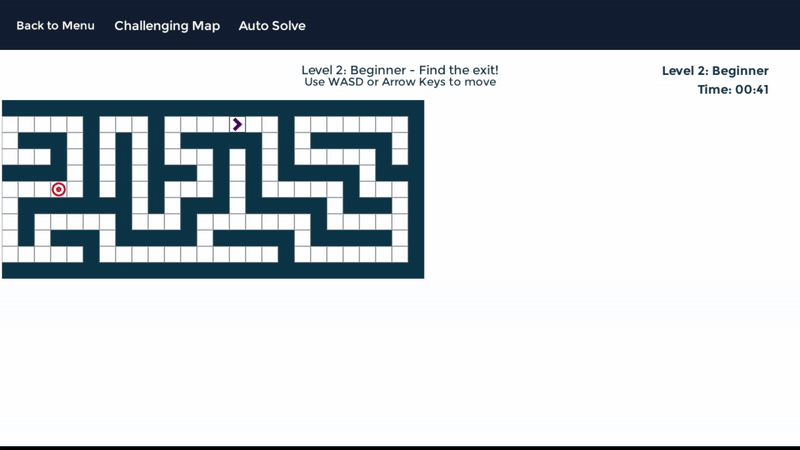 Back to Menu Challenging Map Auto Solve
Level 2: Beginner - Find the exit!
Use WASD or Arrow Keys to move
Level 2: Beginner
Time: 00:41